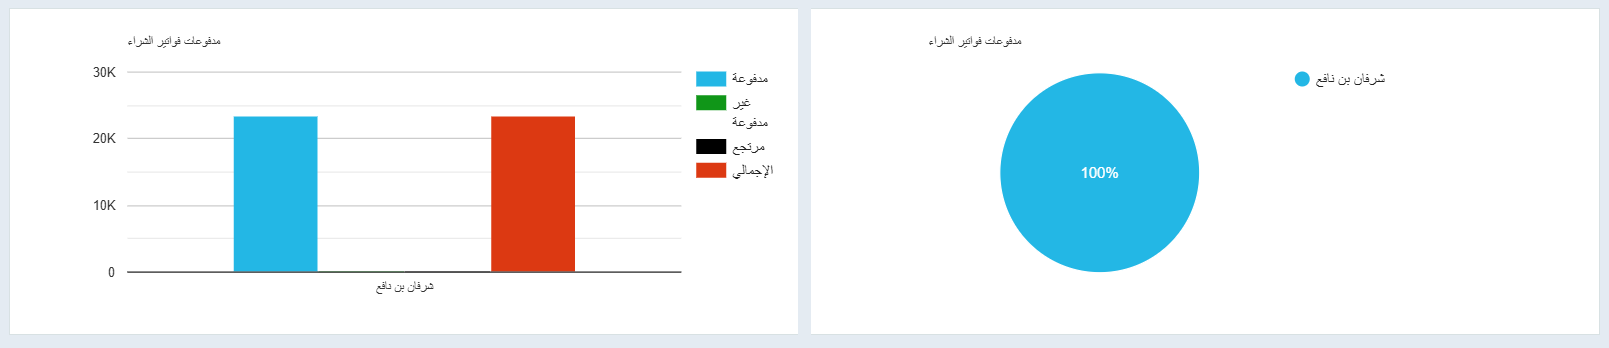 مدفوعات فواتير الشراء
30K
20K
10K
0
شرفان بن نافع
مدفوعة
غير
مدفوعة
مرتجع
الإجمالي
مدفوعات فواتير الشراء
100%
شرفان بن نافع